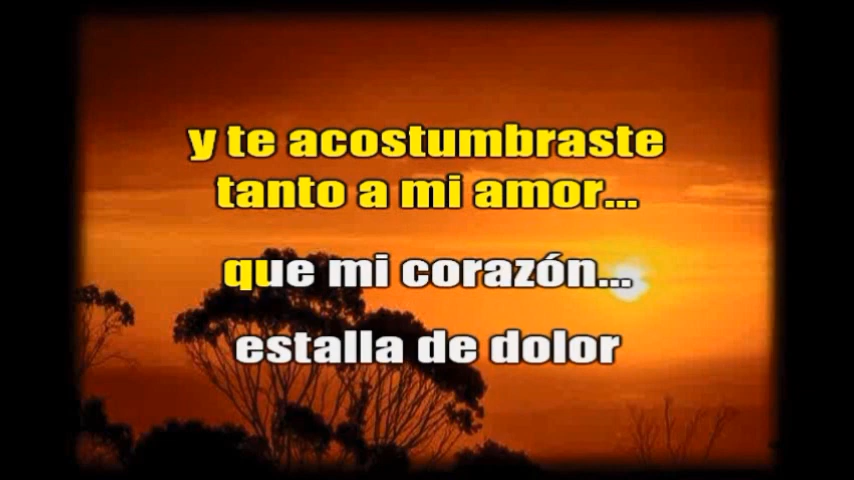 y te acostumbraste
tanto a mi amor...
que mi corazón...
estalla de dolor